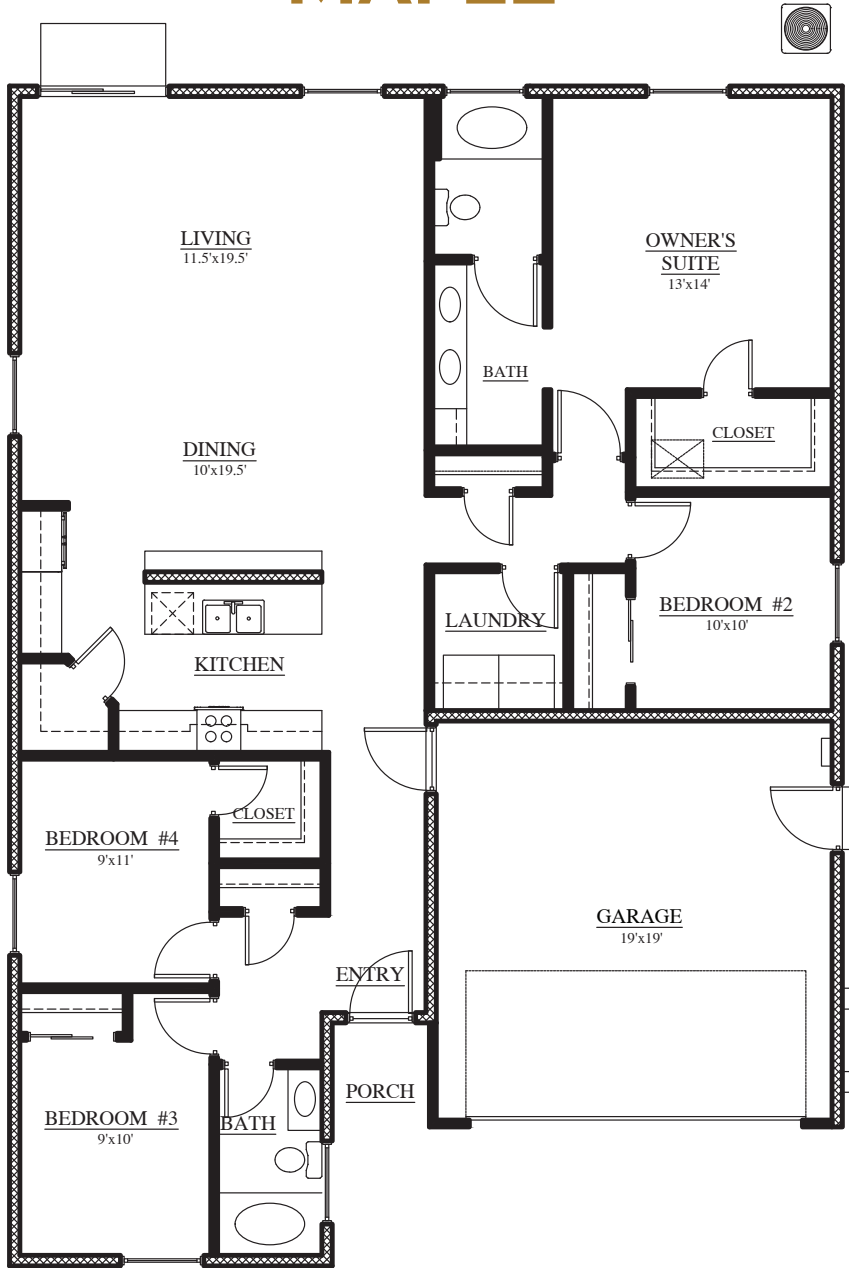 MAPLE
LIVING
11.5'x19.5'
OWNER'S
SUITE
13'x14'
BATH
DINING
10'x19.5'
CLOSET
LAUNDRY
BEDROOM #2
10'x10'
KITCHEN
CLOSET
BEDROOM #4
9'x11'
GARAGE
19'x19'
ENTRY
PORCH
BEDROOM #3
9'x10'
BATH